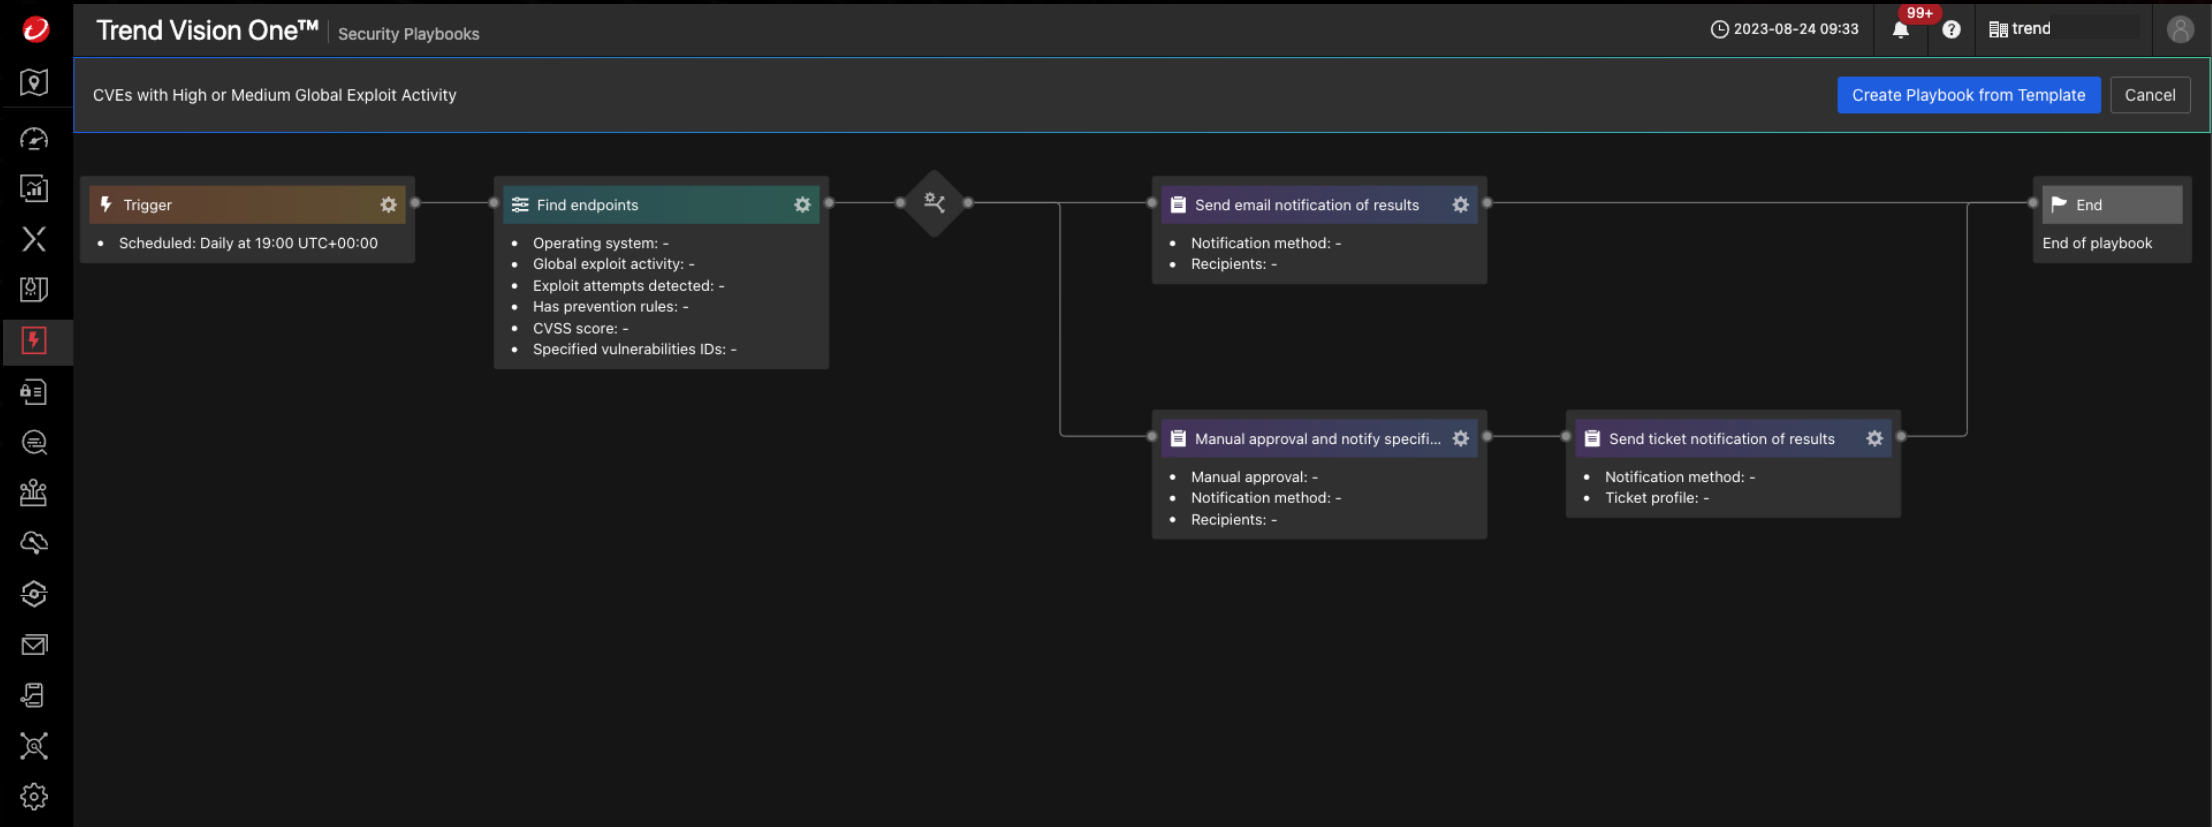 Trend Vision One™ Security Playbooks
2023-08-24 09:33
99+
?
trend
CVEs with High or Medium Global Exploit Activity
Create Playbook from Template
Cancel
Trigger
• Scheduled: Daily at 19:00 UTC+00:00
Find endpoints
• Operating system: -
• Global exploit activity: -
• Exploit attempts detected: -
• Has prevention rules: -
• CVSS score: -
• Specified vulnerabilities IDs: -
Send email notification of results
• Notification method: -
• Recipients: -
End
End of playbook
Manual approval and notify specifi...
• Manual approval: -
• Notification method: -
• Recipients: -
Send ticket notification of results
• Notification method: -
• Ticket profile: -